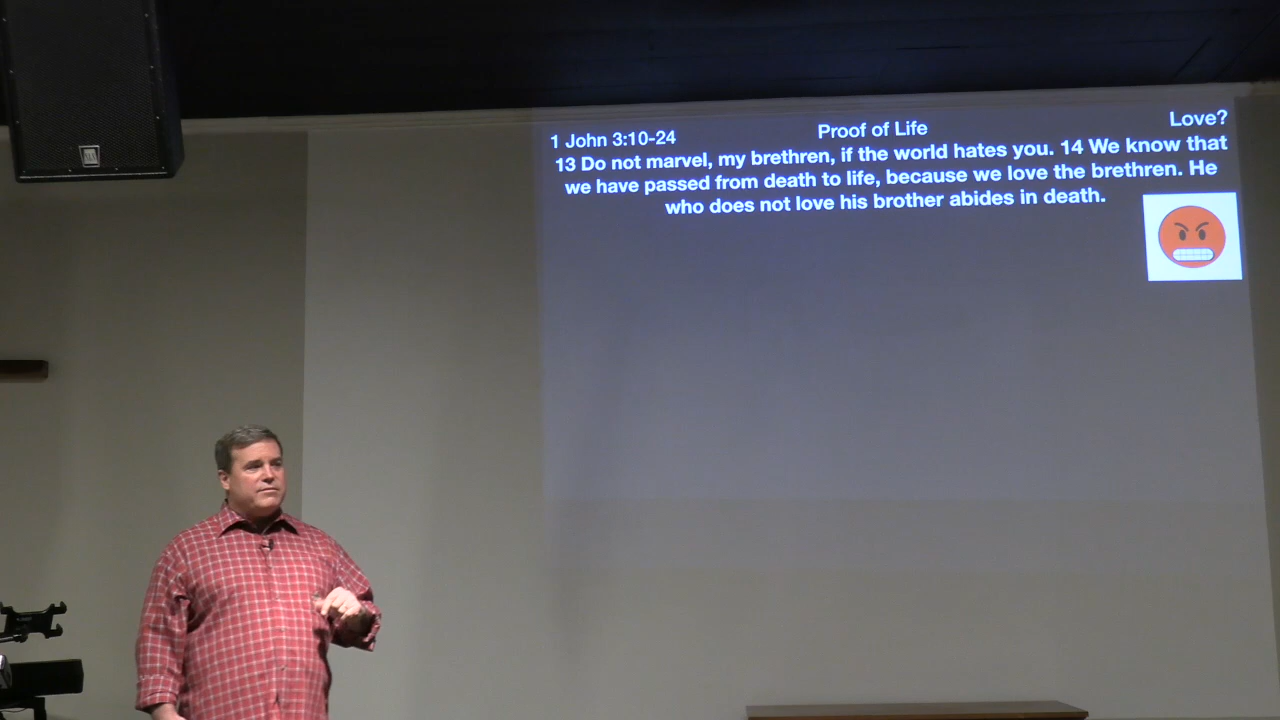 1 John 3:10-24 Proof of Life Love?
13 Do not marvel, my brethren, if the world hates you. 14 We know that
we have passed from death to life, because we love the brethren. He
who does not love his brother abides in death.